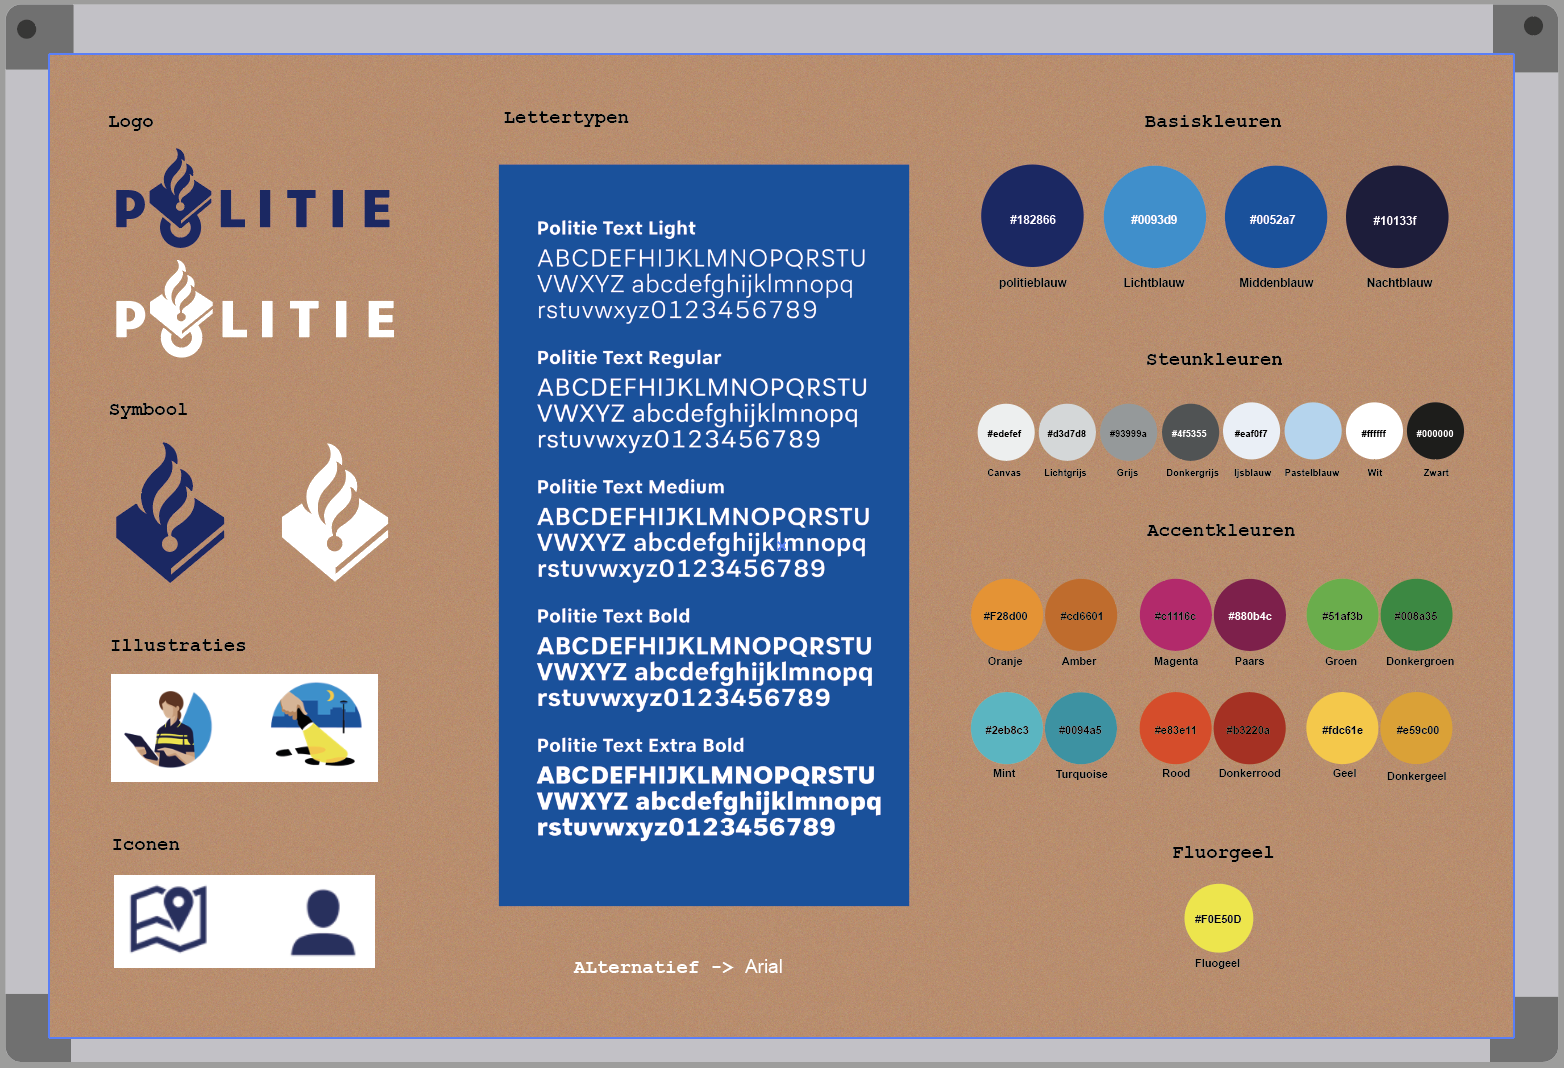 Logo
POLITIE
POLITIE
Symbool
Illustraties
Iconen
Lettertypen
Politie Text Light
ABCDEFHIJKLMNOPQRSTU
VWXYZ abcdefghijklmnopq
rstuvwxyz0123456789
Politie Text Regular
ABCDEFHIJKLMNOPQRSTU
VWXYZ abcdefghijklmnopq
rstuvwxyz0123456789
Politie Text Medium
ABCDEFHIJKLMNOPQRSTU
VWXYZ abcdefghijklmnopq
rstuvwxyz0123456789
Politie Text Bold
ABCDEFHIJKLMNOPQRSTU
VWXYZ abcdefghijklmnopq
rstuvwxyz0123456789
Politie Text Extra Bold
ABCDEFHIJKLMNOPQRSTU
VWXYZ abcdefghijklmnopq
rstuvwxyz0123456789
ALternatief -> Arial
Basiskleuren
#182866 #0093d9 #0052a7 #10133f
politieblauw Lichtblauw Middenblauw Nachtblauw
Steunkleuren
#edefef #d3d7d8 #93999a #4f5355 #eaf0f7 #ffffff #000000
Canvas Lichtgrijs Grijs Donkergrijs Ijsblauw Pastelblauw Wit Zwart
Accentkleuren
#F28d00 #cd6601 #c1116c #880b4c #51af3b #008a35
Oranje Amber Magenta Paars Groen Donkergroen
#2eb8c3 #0094a5 #e83e11 #b3220a #fdc61e #e59c00
Mint Turquoise Rood Donkerrood Geel Donkergeel
Fluorgeel
#F0E50D
Fluogeel